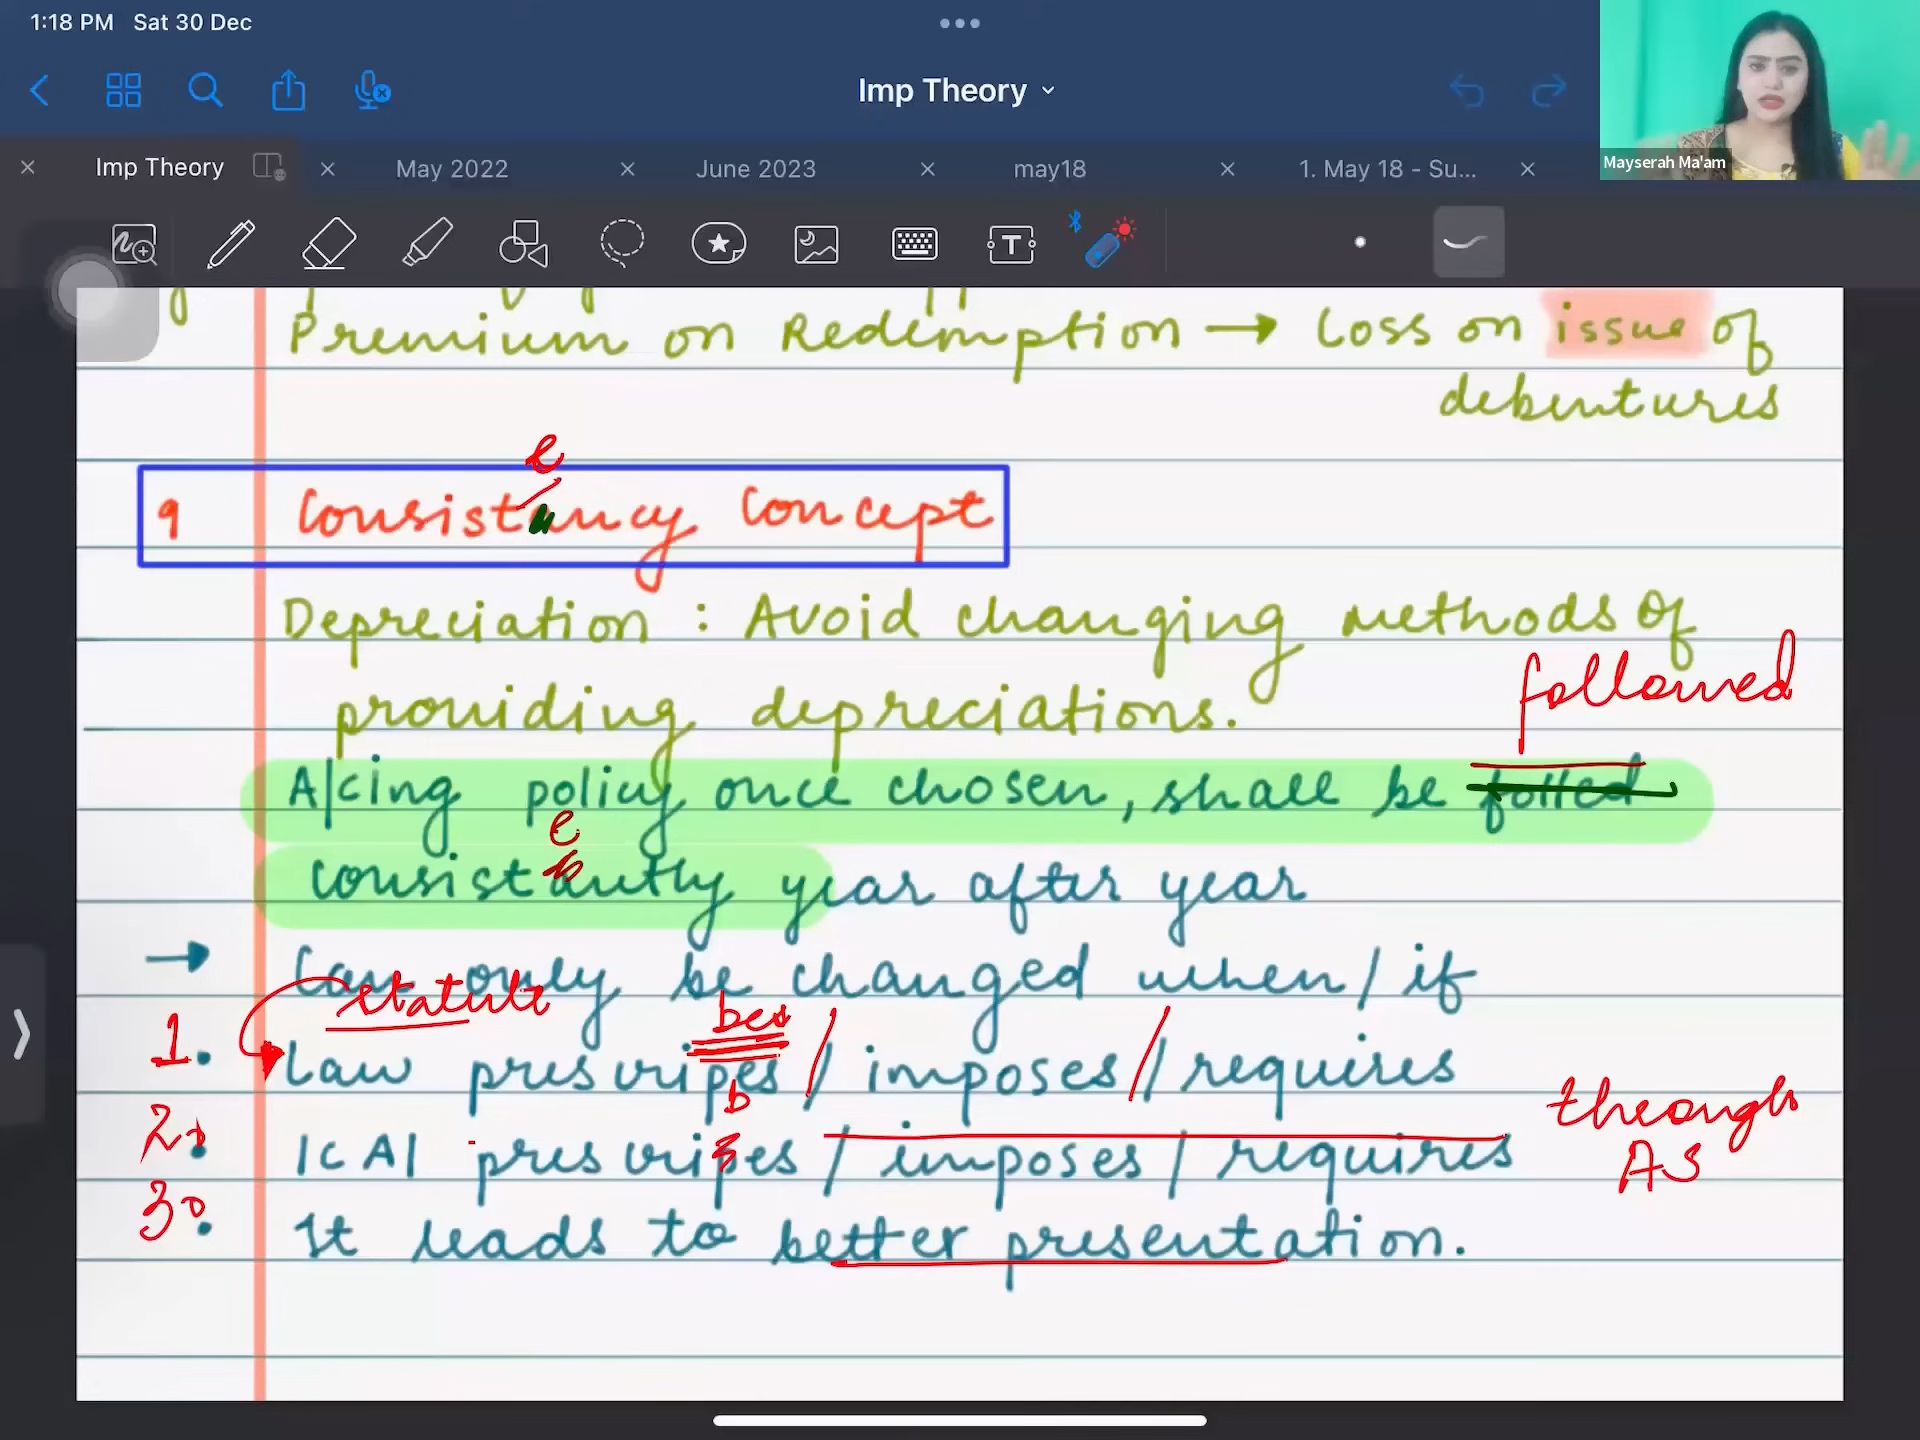 1:18 PM Sat 30 Dec
Imp Theory
Mayserah Ma'am
Imp Theory May 2022 June 2023 may18 1. May 18 - Su...
Premium on Redemption → Loss on issue of
debentures
e
9 Consistancy Concept
Depreciation : Avoid changing methods of
followed
providing depreciations.
A/cing policy once chosen, shall be folled
e
consistantly year after year
→ Can only be changed when/if
statute bes
1. Law prescripes / imposes / requires
b
through
2. ICAI prescripes / imposes / requires
AS
3. It leads to better presentation.